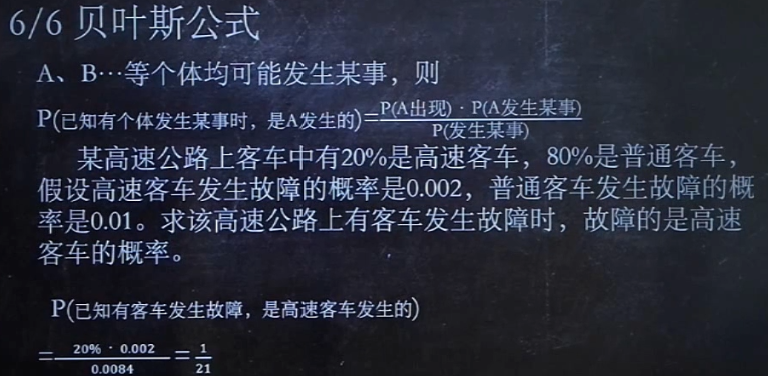 6/6 贝叶斯公式
A、B…等个体均可能发生某事，则
P(已知有个体发生某事时，是A发生的)=P(A出现)·P(A发生某事)/P(发生某事)
某高速公路上客车中有20%是高速客车，80%是普通客车，
假设高速客车发生故障的概率是0.002，普通客车发生故障的概
率是0.01。求该高速公路上有客车发生故障时，故障的是高速
客车的概率。
P(已知有客车发生故障，是高速客车发生的)
=20%·0.002/0.0084=1/21